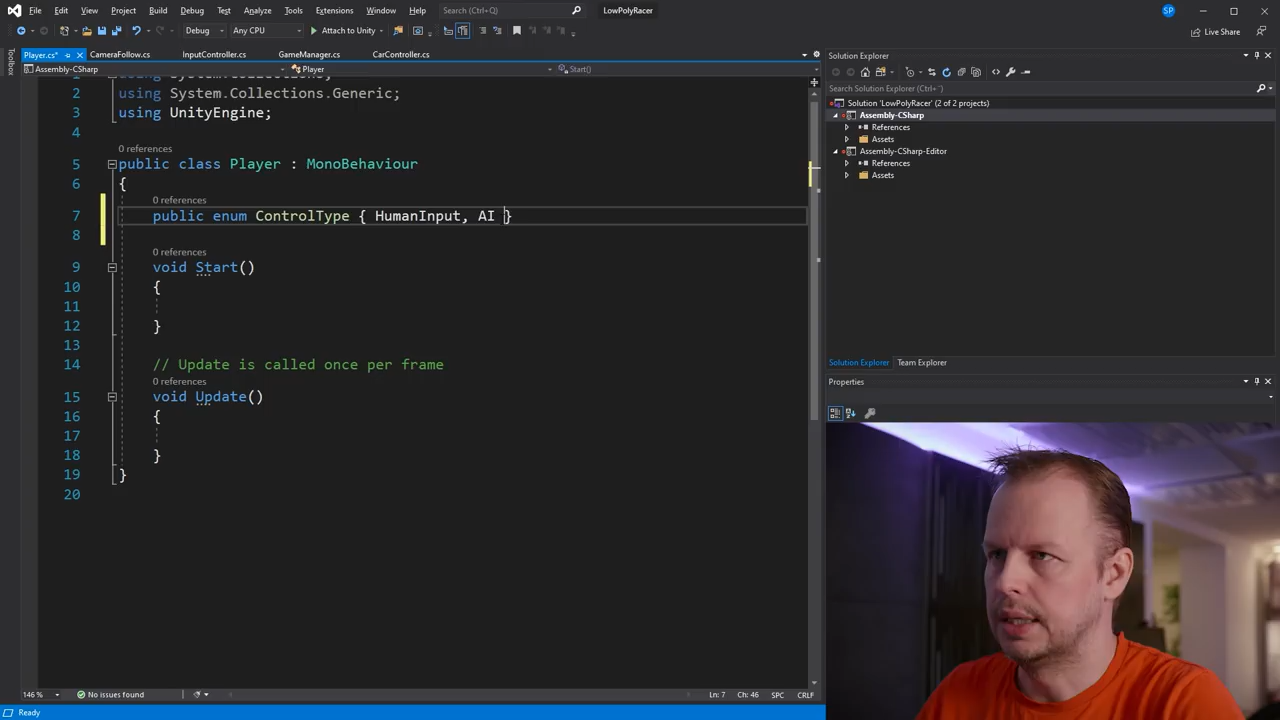 File Edit View Project Build Debug Test Analyze Tools Extensions Window Help Search (Ctrl+Q) LowPolyRacer SP
Debug Any CPU Attach to Unity Live Share
Toolbox
Player.cs* CameraFollow.cs InputController.cs GameManager.cs CarController.cs
Assembly-CSharp Player Start()
1 using System.Collections;
2 using System.Collections.Generic;
3 using UnityEngine;
4
0 references
5 public class Player : MonoBehaviour
6 {
0 references
7 public enum ControlType { HumanInput, AI }
8
0 references
9 void Start()
10 {
11
12 }
13
14 // Update is called once per frame
0 references
15 void Update()
16 {
17
18 }
19 }
20
146 % No issues found Ln: 7 Ch: 46 SPC CRLF
Ready
Solution Explorer
Search Solution Explorer (Ctrl+¨)
Solution 'LowPolyRacer' (2 of 2 projects)
Assembly-CSharp
References
Assets
Assembly-CSharp-Editor
References
Assets
Solution Explorer Team Explorer
Properties